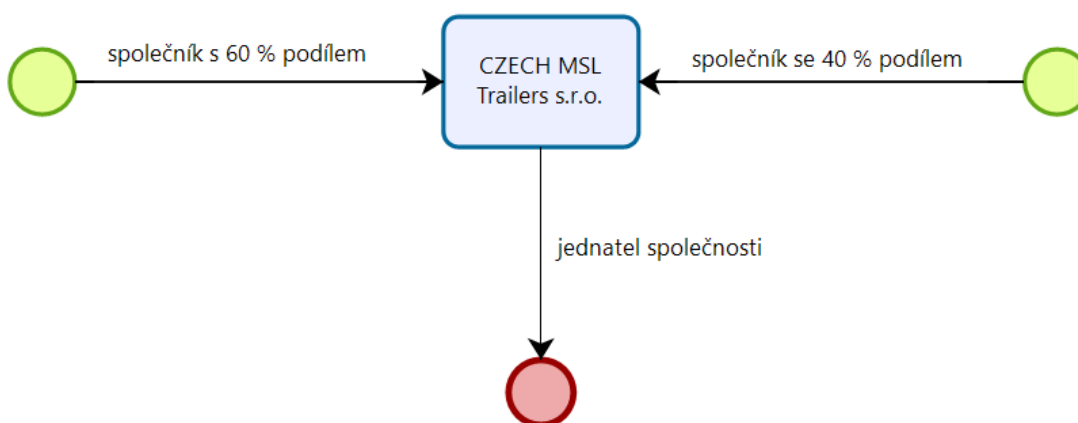 společník s 60 % podílem
CZECH MSL
Trailers s.r.o.
společník se 40 % podílem
jednatel společnosti